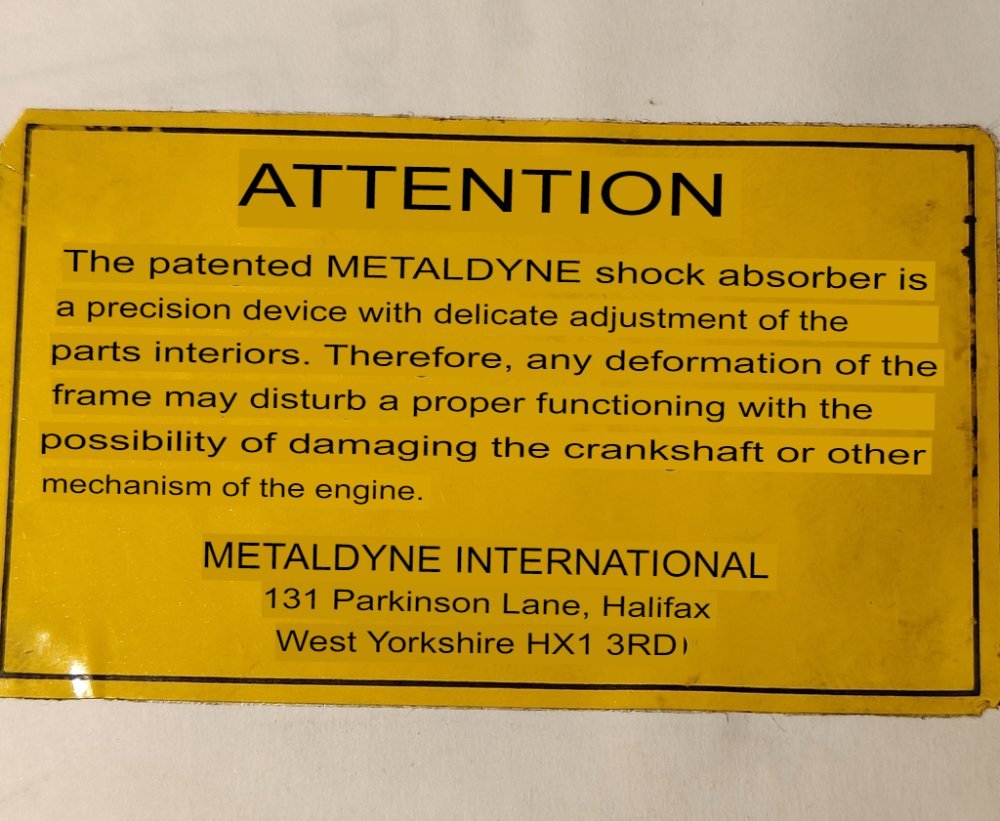 ATTENTION
The patented METALDYNE shock absorber is
a precision device with delicate adjustment of the
parts interiors. Therefore, any deformation of the
frame may disturb a proper functioning with the
possibility of damaging the crankshaft or other
mechanism of the engine.
METALDYNE INTERNATIONAL
131 Parkinson Lane, Halifax
West Yorkshire HX1 3RD